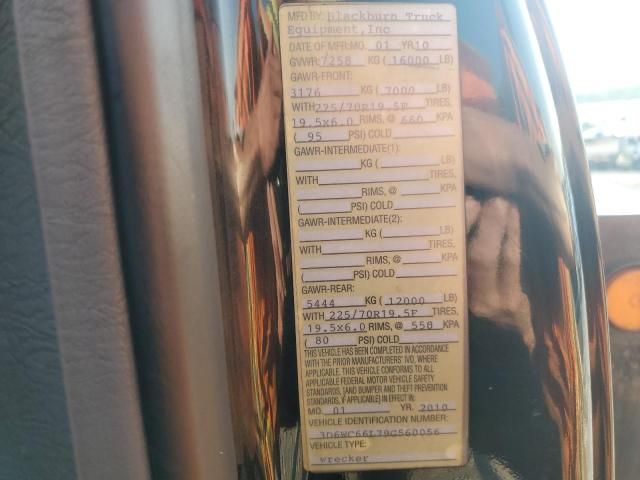 MFD BY: Blackburn Truck
Equipment,Inc
DATE OF MFR: MO. 01 YR 10
GVWR: 7258 KG ( 16000 LB)
GAWR-FRONT:
3176 KG ( 7000 LB)
WITH 225/70R19.5F TIRES,
19.5x6.0 RIMS, @ 660 KPA
( 95 PSI) COLD
GAWR-INTERMEDIATE(1):
KG ( LB)
WITH TIRES,
RIMS, @ KPA
( PSI) COLD
GAWR-INTERMEDIATE(2):
KG ( LB)
WITH TIRES,
RIMS, @ KPA
( PSI) COLD
GAWR-REAR:
5444 KG ( 12000 LB)
WITH 225/70R19.5F TIRES,
19.5x6.0 RIMS, @ 558 KPA
( 80 PSI) COLD
THIS VEHICLE HAS BEEN COMPLETED IN ACCORDANCE
WITH THE PRIOR MANUFACTURERS' IVD, WHERE
APPLICABLE. THIS VEHICLE CONFORMS TO ALL
APPLICABLE FEDERAL MOTOR VEHICLE SAFETY
STANDARDS, [AND BUMPER AND THEFT PREVENTION
STANDARDS, IF APPLICABLE] IN EFFECT IN
MO. 01 YR. 2010
VEHICLE IDENTIFICATION NUMBER:
3D6WC66L79G560056
VEHICLE TYPE:
wrecker